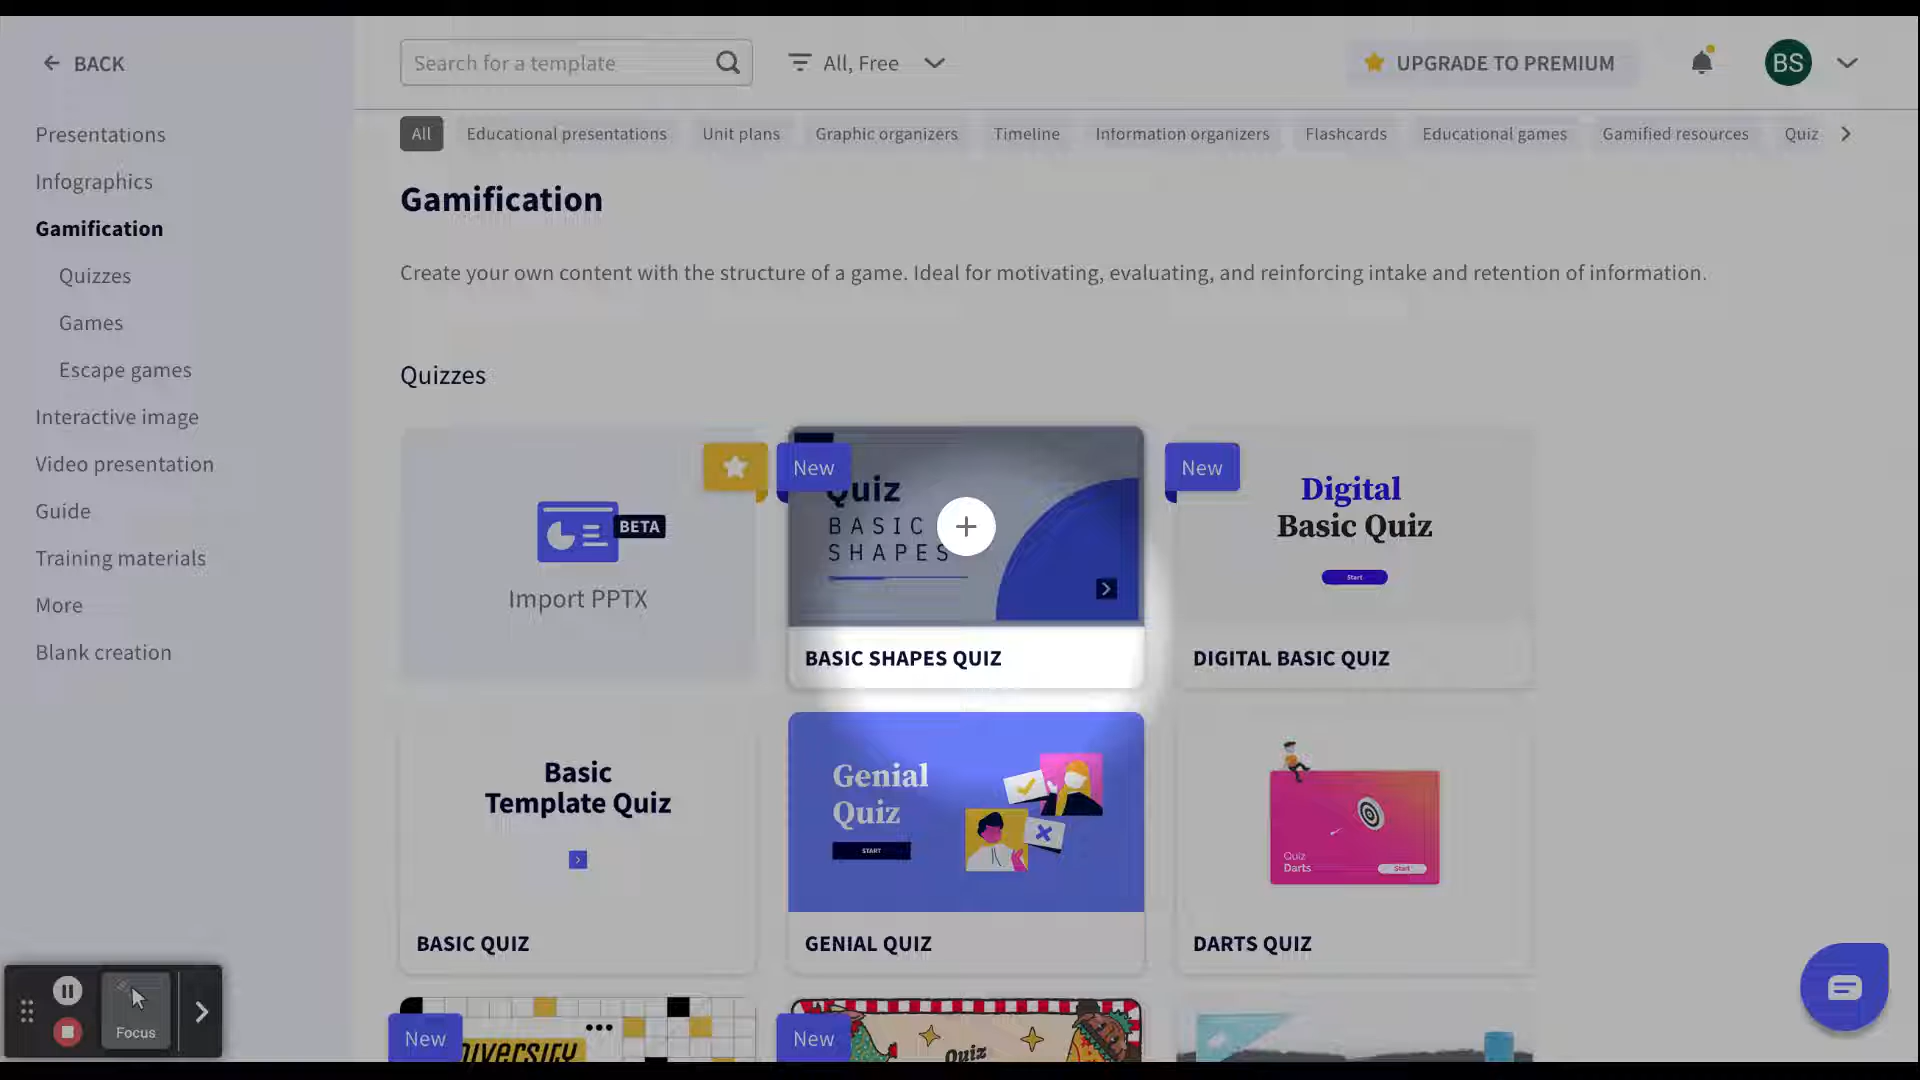 BACK
Search for a template
All, Free
UPGRADE TO PREMIUM
BS
Presentations
Infographics
Gamification
Quizzes
Games
Escape games
Interactive image
Video presentation
Guide
Training materials
More
Blank creation
All
Educational presentations
Unit plans
Graphic organizers
Timeline
Information organizers
Flashcards
Educational games
Gamified resources
Quiz
Gamification
Create your own content with the structure of a game. Ideal for motivating, evaluating, and reinforcing intake and retention of information.
Quizzes
BETA
Import PPTX
New
Quiz
BASIC
SHAPES
BASIC SHAPES QUIZ
New
Digital
Basic Quiz
Start
DIGITAL BASIC QUIZ
Basic
Template Quiz
BASIC QUIZ
Genial
Quiz
START
GENIAL QUIZ
Quiz
Darts
Start
DARTS QUIZ
New
DIVERSITY
New
Quiz
Focus